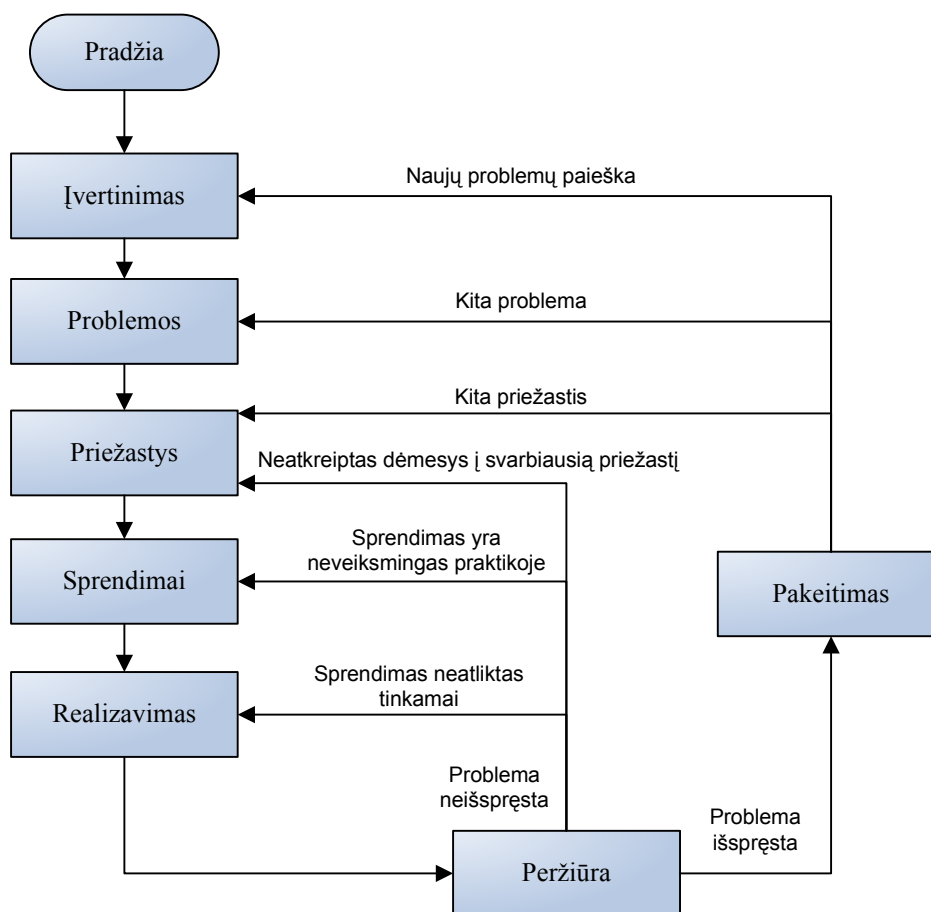 Pradžia
Įvertinimas
Naujų problemų paieška
Problemos
Kita problema
Kita priežastis
Priežastys
Neatkreiptas dėmesys į svarbiausią priežastį
Sprendimas yra
neveiksmingas praktikoje
Sprendimai
Pakeitimas
Sprendimas neatliktas
tinkamai
Realizavimas
Problema
neišspręsta
Problema
išspręsta
Peržiūra